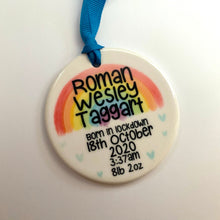 Roman
Wesley
Taggart
Born in lockdown
18th October
2020
3:37am
8lb 2oz